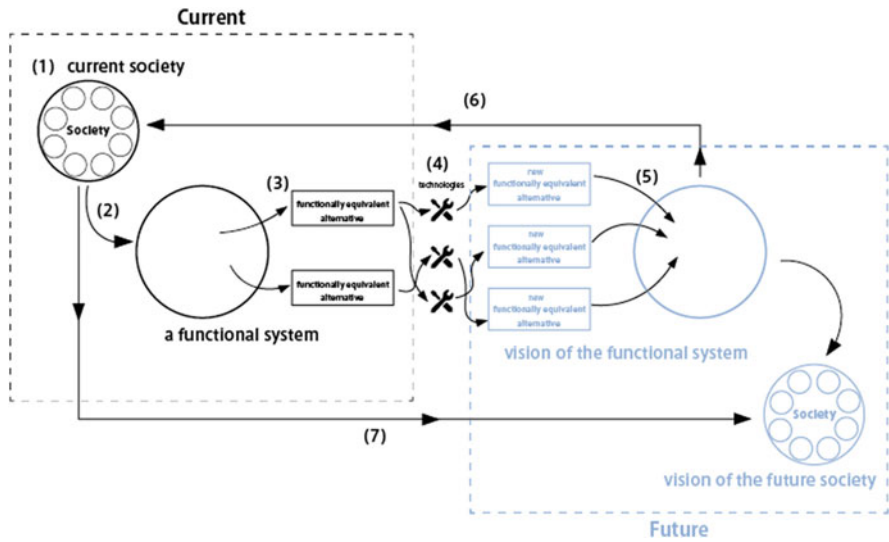 Current
(1) current society
Society
(6)
(2)
(3)
functionally equivalent
alternative
functionally equivalent
alternative
a functional system
(4)
technologies
new
functionally equivalent
alternative
new
functionally equivalent
alternative
new
functionally equivalent
alternative
(5)
vision of the functional system
(7)
Society
vision of the future society
Future